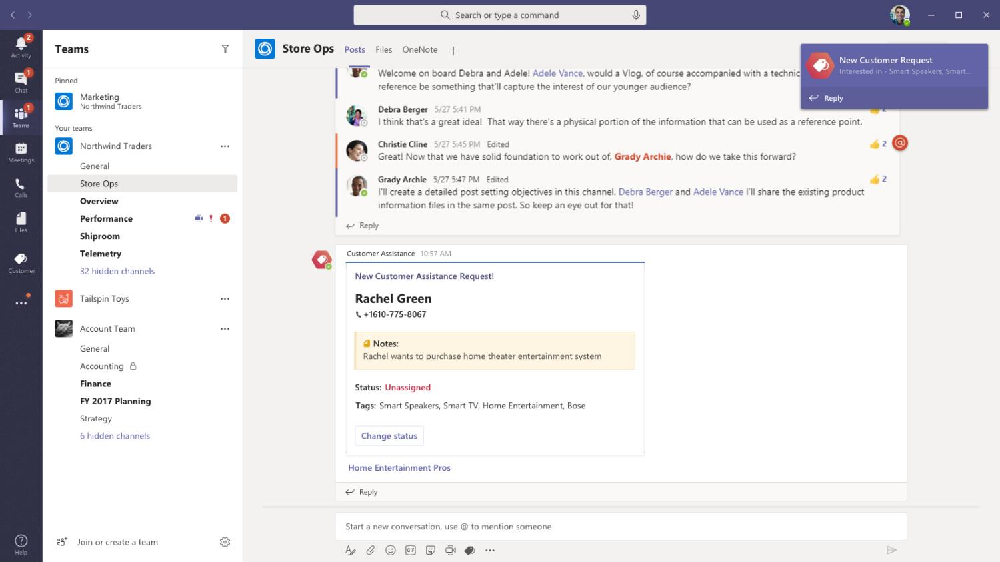 Search or type a command
2
Activity
1
Chat
1
Teams
Meetings
Calls
Files
Customer
Help
Teams
Pinned
Marketing
Northwind Traders
Your teams
Northwind Traders
General
Store Ops
Overview
Performance ! 1
Shiproom
Telemetry
32 hidden channels
Tailspin Toys
Account Team
General
Accounting
Finance
FY 2017 Planning
Strategy
6 hidden channels
Join or create a team
Store Ops Posts Files OneNote
New Customer Request
Interested in - Smart Speakers, Smart...
Reply
Welcome on board Debra and Adele! Adele Vance, would a Vlog, of course accompanied with a technic
reference be something that'll capture the interest of our younger audience?
Debra Berger 5/27 5:41 PM 2
I think that's a great idea! That way there's a physical portion of the information that can be used as a reference point.
Christie Cline 5/27 5:45 PM Edited 2 @
Great! Now that we have solid foundation to work out of, Grady Archie, how do we take this forward?
Grady Archie 5/27 5:47 PM Edited 2
I'll create a detailed post setting objectives in this channel. Debra Berger and Adele Vance I'll share the existing product
information files in the same post. So keep an eye out for that!
Reply
Customer Assistance 10:57 AM
New Customer Assistance Request!
Rachel Green
+1610-775-8067
Notes:
Rachel wants to purchase home theater entertainment system
Status: Unassigned
Tags: Smart Speakers, Smart TV, Home Entertainment, Bose
Change status
Home Entertainment Pros
Reply
Start a new conversation, use @ to mention someone
GIF